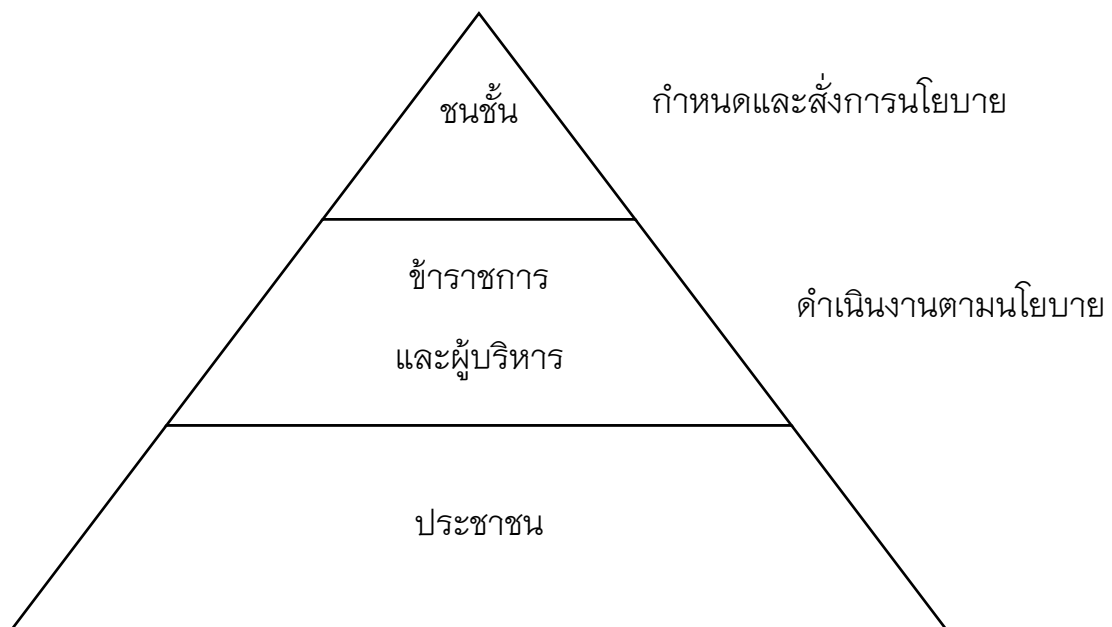 ชนชั้น
กำหนดและสั่งการนโยบาย
ข้าราชการ
และผู้บริหาร
ดำเนินงานตามนโยบาย
ประชาชน